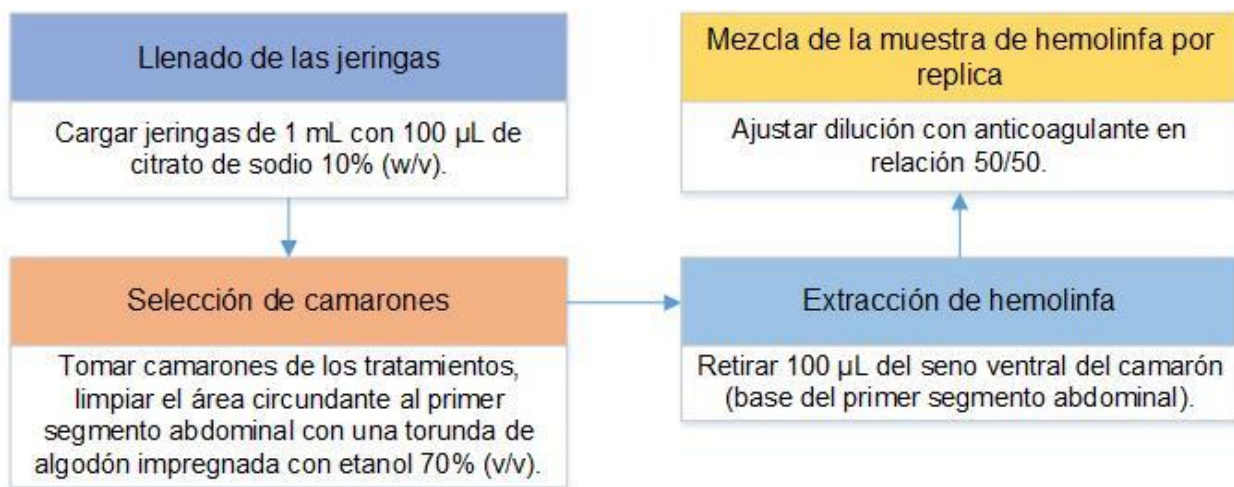 Llenado de las jeringas
Cargar jeringas de 1 mL con 100 µL de
citrato de sodio 10% (w/v).
Selección de camarones
Tomar camarones de los tratamientos,
limpiar el área circundante al primer
segmento abdominal con una torunda de
algodón impregnada con etanol 70% (v/v).
Extracción de hemolinfa
Retirar 100 µL del seno ventral del camarón
(base del primer segmento abdominal).
Mezcla de la muestra de hemolinfa por
replica
Ajustar dilución con anticoagulante en
relación 50/50.